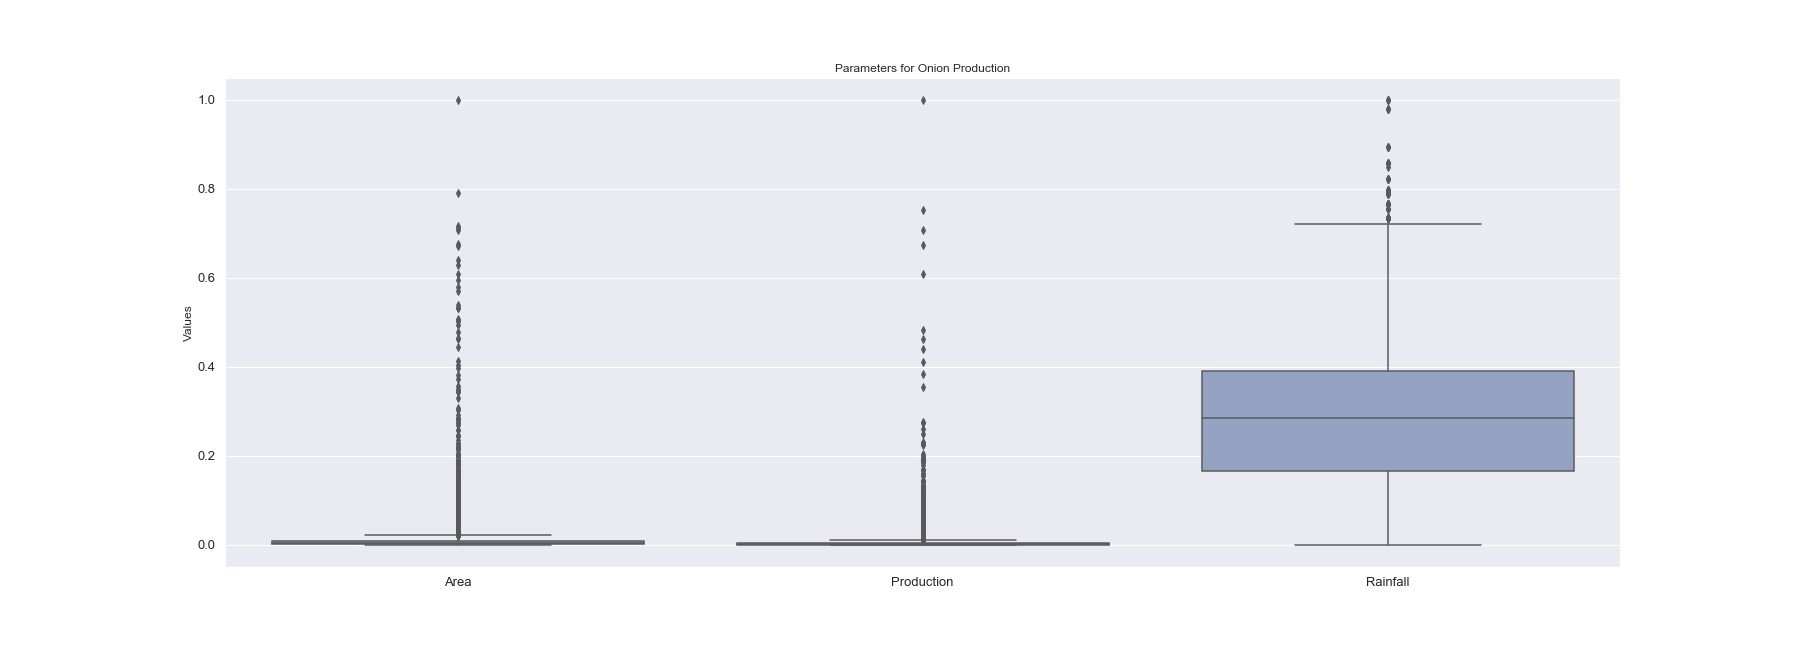 Parameters for Onion Production
1.0
0.8
0.6
0.4
0.2
0.0
Values
Area
Production
Rainfall